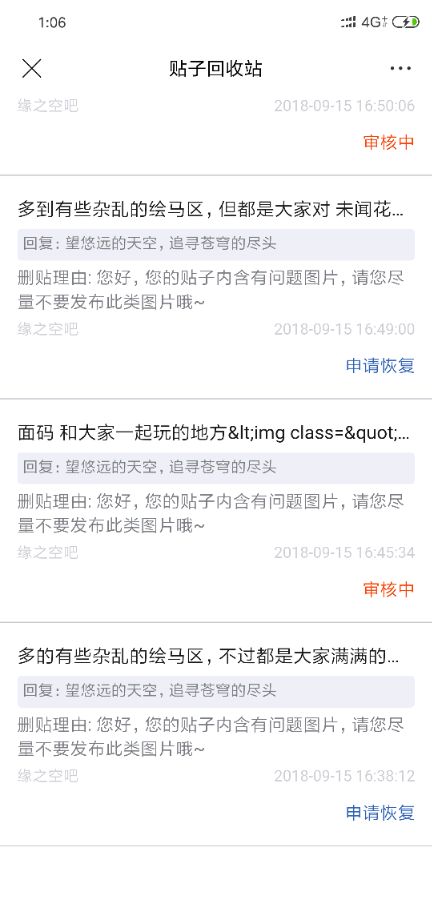 1:06
4G
贴子回收站
缘之空吧 2018-09-15 16:50:06
审核中
多到有些杂乱的绘马区，但都是大家对 未闻花...
回复：望悠远的天空，追寻苍穹的尽头
删贴理由: 您好，您的贴子内含有问题图片，请您尽
量不要发布此类图片哦~
缘之空吧 2018-09-15 16:49:00
申请恢复
面码 和大家一起玩的地方&lt;img class=&quot;...
回复：望悠远的天空，追寻苍穹的尽头
删贴理由: 您好，您的贴子内含有问题图片，请您尽
量不要发布此类图片哦~
缘之空吧 2018-09-15 16:45:34
审核中
多的有些杂乱的绘马区，不过都是大家满满的...
回复：望悠远的天空，追寻苍穹的尽头
删贴理由: 您好，您的贴子内含有问题图片，请您尽
量不要发布此类图片哦~
缘之空吧 2018-09-15 16:38:12
申请恢复